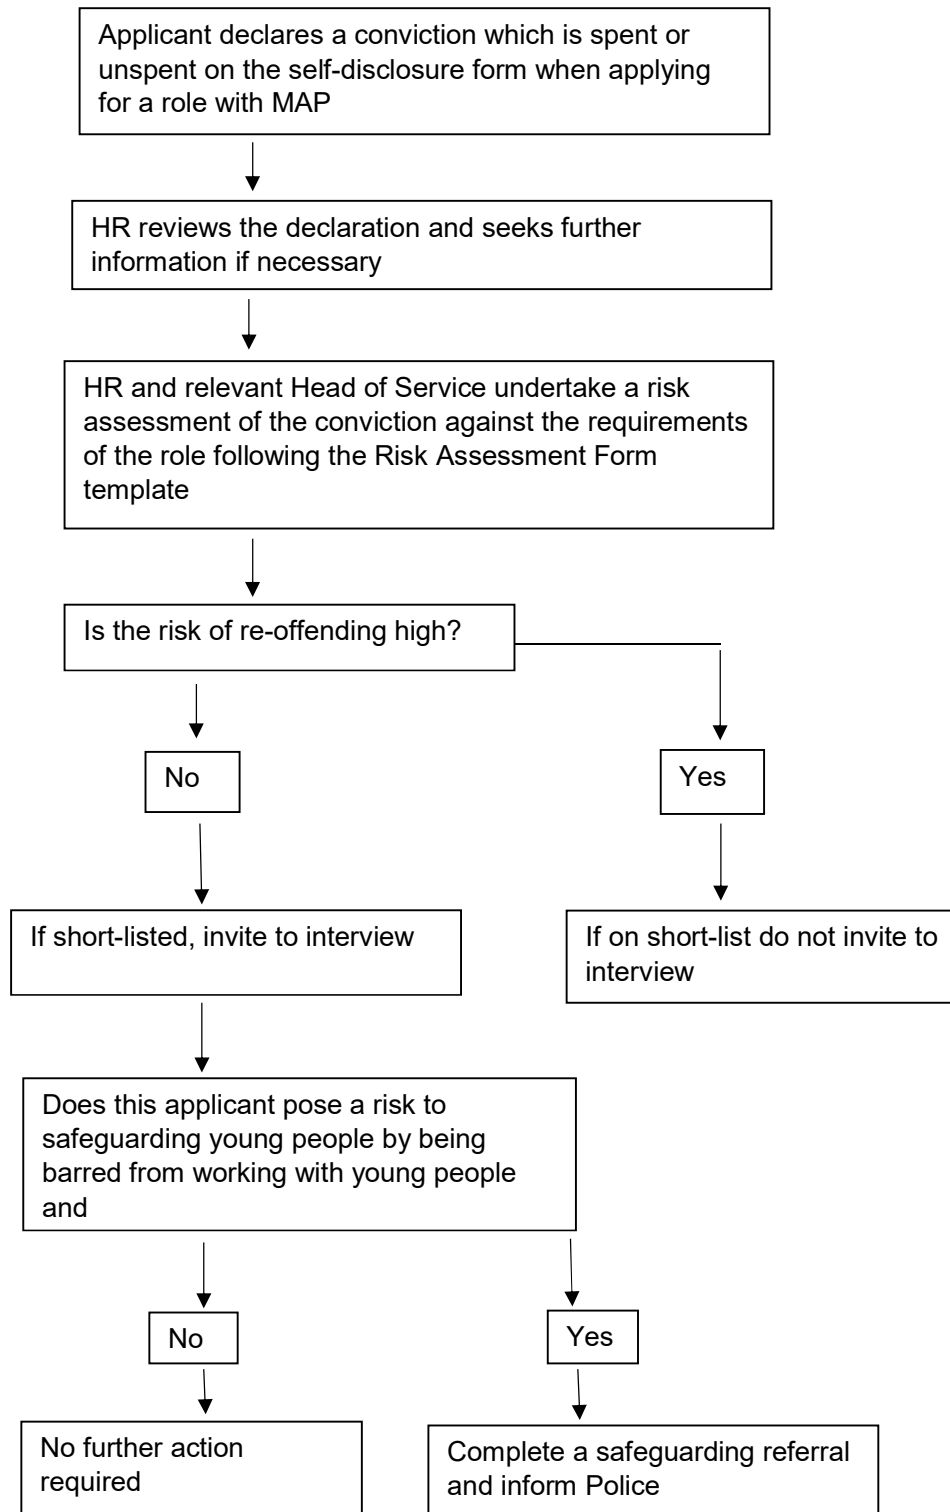 Applicant declares a conviction which is spent or
unspent on the self-disclosure form when applying
for a role with MAP
HR reviews the declaration and seeks further
information if necessary
HR and relevant Head of Service undertake a risk
assessment of the conviction against the requirements
of the role following the Risk Assessment Form
template
Is the risk of re-offending high?
No
Yes
If short-listed, invite to interview
If on short-list do not invite to
interview
Does this applicant pose a risk to
safeguarding young people by being
barred from working with young people
and
No
Yes
No further action
required
Complete a safeguarding referral
and inform Police